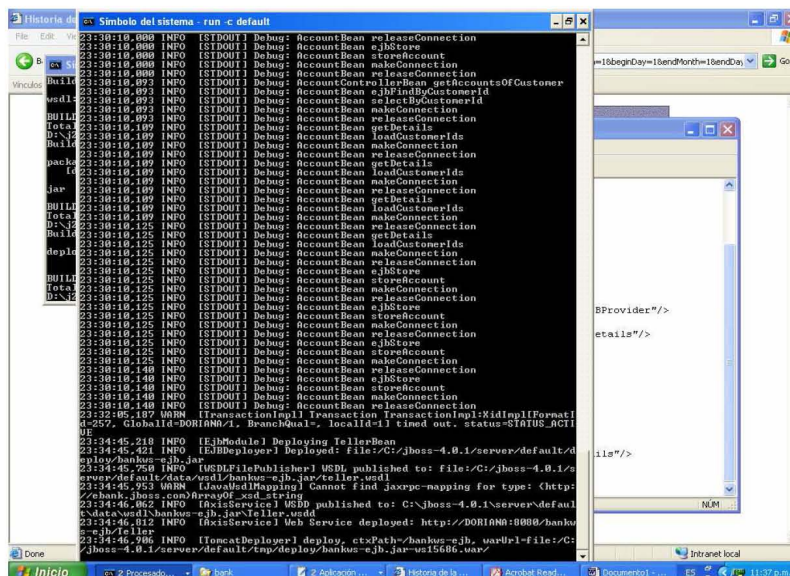 Historia de
Símbolo del sistema - run -c default
File Edit
Vínculos
=1&beginDay=1&endMonth=1&endDay
Go
23:30:10,000 INFO [STDOUT] Debug: AccountBean releaseConnection
23:30:10,000 INFO [STDOUT] Debug: AccountBean ejbStore
23:30:10,000 INFO [STDOUT] Debug: AccountBean storeAccount
23:30:10,000 INFO [STDOUT] Debug: AccountBean makeConnection
23:30:10,000 INFO [STDOUT] Debug: AccountBean releaseConnection
23:30:10,093 INFO [STDOUT] Debug: AccountControllerBean getAccountsOfCustomer
23:30:10,093 INFO [STDOUT] Debug: AccountBean ejbFindByCustomerId
23:30:10,093 INFO [STDOUT] Debug: AccountBean selectByCustomerId
23:30:10,093 INFO [STDOUT] Debug: AccountBean makeConnection
23:30:10,093 INFO [STDOUT] Debug: AccountBean releaseConnection
23:30:10,109 INFO [STDOUT] Debug: AccountBean getDetails
23:30:10,109 INFO [STDOUT] Debug: AccountBean loadCustomerIds
23:30:10,109 INFO [STDOUT] Debug: AccountBean makeConnection
23:30:10,109 INFO [STDOUT] Debug: AccountBean releaseConnection
23:30:10,109 INFO [STDOUT] Debug: AccountBean getDetails
23:30:10,109 INFO [STDOUT] Debug: AccountBean loadCustomerIds
23:30:10,109 INFO [STDOUT] Debug: AccountBean makeConnection
23:30:10,109 INFO [STDOUT] Debug: AccountBean releaseConnection
23:30:10,109 INFO [STDOUT] Debug: AccountBean getDetails
23:30:10,109 INFO [STDOUT] Debug: AccountBean loadCustomerIds
23:30:10,109 INFO [STDOUT] Debug: AccountBean makeConnection
23:30:10,125 INFO [STDOUT] Debug: AccountBean releaseConnection
23:30:10,125 INFO [STDOUT] Debug: AccountBean getDetails
23:30:10,125 INFO [STDOUT] Debug: AccountBean loadCustomerIds
23:30:10,125 INFO [STDOUT] Debug: AccountBean makeConnection
23:30:10,125 INFO [STDOUT] Debug: AccountBean releaseConnection
23:30:10,125 INFO [STDOUT] Debug: AccountBean ejbStore
23:30:10,125 INFO [STDOUT] Debug: AccountBean storeAccount
23:30:10,125 INFO [STDOUT] Debug: AccountBean makeConnection
23:30:10,125 INFO [STDOUT] Debug: AccountBean releaseConnection
23:30:10,125 INFO [STDOUT] Debug: AccountBean ejbStore
23:30:10,125 INFO [STDOUT] Debug: AccountBean storeAccount
23:30:10,125 INFO [STDOUT] Debug: AccountBean makeConnection
23:30:10,125 INFO [STDOUT] Debug: AccountBean releaseConnection
23:30:10,125 INFO [STDOUT] Debug: AccountBean ejbStore
23:30:10,125 INFO [STDOUT] Debug: AccountBean storeAccount
23:30:10,125 INFO [STDOUT] Debug: AccountBean makeConnection
23:30:10,140 INFO [STDOUT] Debug: AccountBean releaseConnection
23:30:10,140 INFO [STDOUT] Debug: AccountBean ejbStore
23:30:10,140 INFO [STDOUT] Debug: AccountBean storeAccount
23:30:10,140 INFO [STDOUT] Debug: AccountBean makeConnection
23:30:10,140 INFO [STDOUT] Debug: AccountBean releaseConnection
23:32:05,187 WARN [TransactionImpl] Transaction TransactionImpl:XidImpl[FormatI
d=257, GlobalId=DORIANA/1, BranchQual=, localId=1] timed out. status=STATUS_ACTI
VE
23:34:45,218 INFO [EjbModule] Deploying TellerBean
23:34:45,421 INFO [EJBDeployer] Deployed: file:/C:/jboss-4.0.1/server/default/d
eploy/bankws-ejb.jar
23:34:45,750 INFO [WSDLFilePublisher] WSDL published to: file:/C:/jboss-4.0.1/s
erver/default/data/wsdl/bankws-ejb.jar/teller.wsdl
23:34:45,953 WARN [JavaWsdlMapping] Cannot find jaxrpc-mapping for type: {http:
//ebank.jboss.com}ArrayOf_xsd_string
23:34:46,062 INFO [AxisService] WSDD published to: C:\jboss-4.0.1\server\defaul
t\data\wsdl\bankws-ejb.jar\Teller.wsdd
23:34:46,812 INFO [AxisService] Web Service deployed: http://DORIANA:8080/bankw
s-ejb/Teller
23:34:46,906 INFO [TomcatDeployer] deploy, ctxPath=/bankws-ejb, warUrl=file:/C:
/jboss-4.0.1/server/default/tmp/deploy/bankws-ejb.jar-ws15686.war/
Build
wsdl:
BUILD
Total
D:\j2
Build
packa
[d
jar
BUILD
Total
D:\j2
Build
deplo
BUILD
Total
D:\j2
BProvider"/>
etails"/>
ils"/>
NÚM
Done
Intranet local
Inicio
2 Procesado...
bank
2 Aplicación ...
Historia de la ...
Acrobat Read...
Documento1 - ...
ES
11:37 p.m.